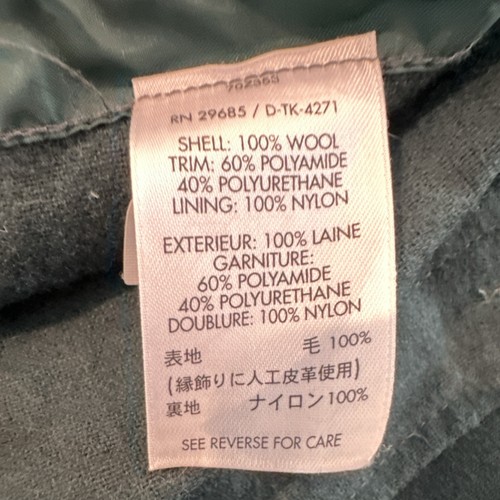 702363
RN 29685 / D-TK-4271
SHELL: 100% WOOL
TRIM: 60% POLYAMIDE
40% POLYURETHANE
LINING: 100% NYLON
EXTERIEUR: 100% LAINE
GARNITURE:
60% POLYAMIDE
40% POLYURETHANE
DOUBLURE: 100% NYLON
表地 毛 100%
(縁飾りに人工皮革使用)
裏地 ナイロン100%
SEE REVERSE FOR CARE